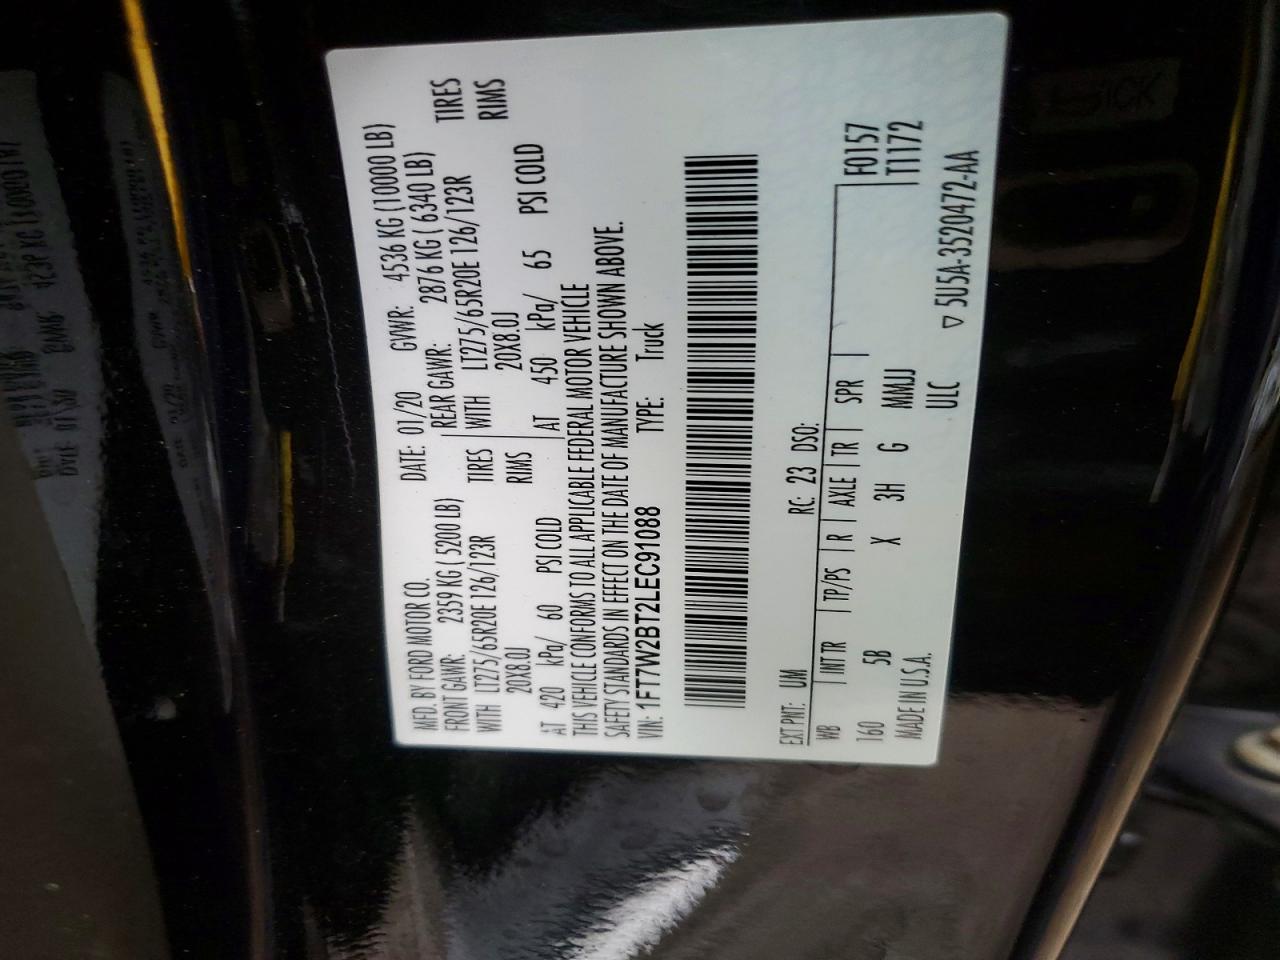 MFD. BY FORD MOTOR CO. DATE: 01/20 GVWR: 4536 KG (10000 LB)
FRONT GAWR: 2359 KG ( 5200 LB) REAR GAWR: 2876 KG ( 6340 LB)
WITH LT275/65R20E 126/123R TIRES WITH LT275/65R20E 126/123R TIRES
20X8.0J RIMS 20X8.0J RIMS
AT 420 kPa/ 60 PSI COLD AT 450 kPa/ 65 PSI COLD
THIS VEHICLE CONFORMS TO ALL APPLICABLE FEDERAL MOTOR VEHICLE
SAFETY STANDARDS IN EFFECT ON THE DATE OF MANUFACTURE SHOWN ABOVE.
VIN: 1FT7W2BT2LEC91088 TYPE: Truck
EXT PNT: UM RC: 23 DSO:
WB INT TR TP/PS R AXLE TR SPR F0157
160 5B X 3H G MMJJ T1172
MADE IN U.S.A. ULC ▽ 5U5A-3520472-AA